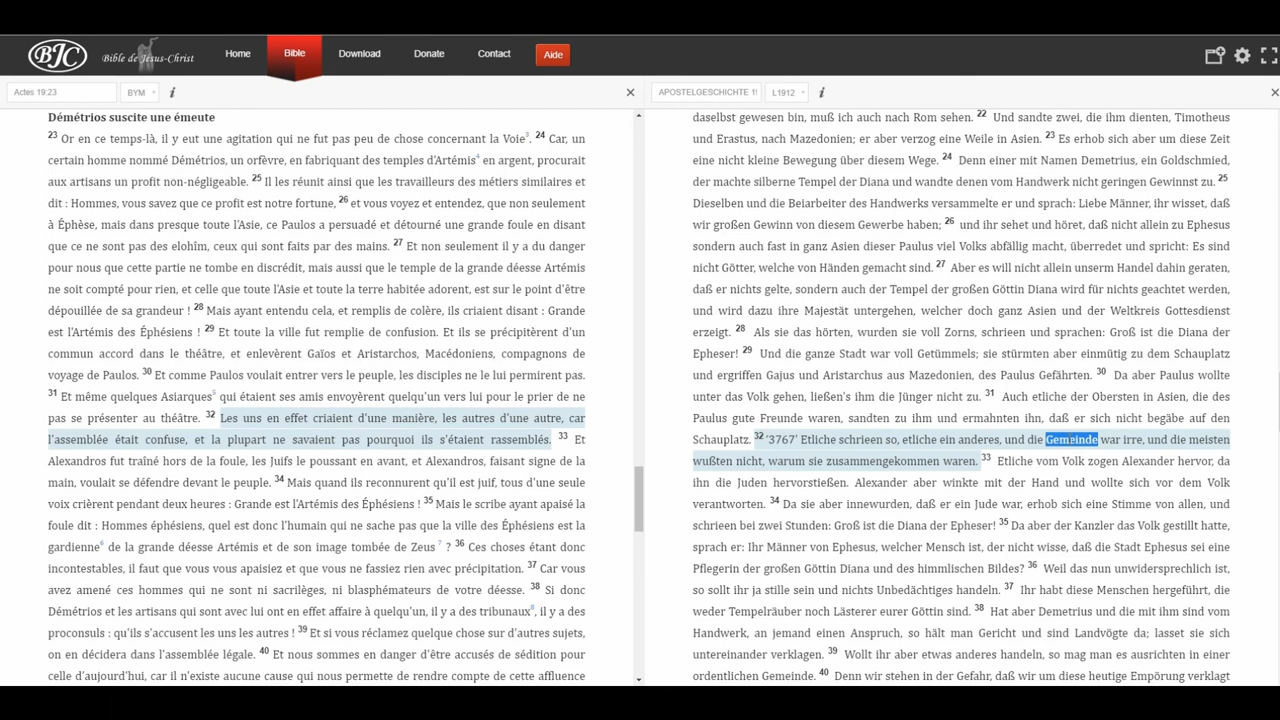 BJC Bible de Jésus-Christ Home Bible Download Donate Contact Aide
Actes 19:23 BYM i
Démétrios suscite une émeute
23 Or en ce temps-là, il y eut une agitation qui ne fut pas peu de chose concernant la Voie3. 24 Car, un
certain homme nommé Démétrios, un orfèvre, en fabriquant des temples d'Artémis4 en argent, procurait
aux artisans un profit non-négligeable. 25 Il les réunit ainsi que les travailleurs des métiers similaires et
dit : Hommes, vous savez que ce profit est notre fortune, 26 et vous voyez et entendez, que non seulement
à Éphèse, mais dans presque toute l'Asie, ce Paulos a persuadé et détourné une grande foule en disant
que ce ne sont pas des elohîm, ceux qui sont faits par des mains. 27 Et non seulement il y a du danger
pour nous que cette partie ne tombe en discrédit, mais aussi que le temple de la grande déesse Artémis
ne soit compté pour rien, et celle que toute l'Asie et toute la terre habitée adorent, est sur le point d'être
dépouillée de sa grandeur ! 28 Mais ayant entendu cela, et remplis de colère, ils criaient disant : Grande
est l'Artémis des Éphésiens ! 29 Et toute la ville fut remplie de confusion. Et ils se précipitèrent d'un
commun accord dans le théâtre, et enlevèrent Gaïos et Aristarchos, Macédoniens, compagnons de
voyage de Paulos. 30 Et comme Paulos voulait entrer vers le peuple, les disciples ne le lui permirent pas.
31 Et même quelques Asiarques5 qui étaient ses amis envoyèrent quelqu'un vers lui pour le prier de ne
pas se présenter au théâtre. 32 Les uns en effet criaient d'une manière, les autres d'une autre, car
l'assemblée était confuse, et la plupart ne savaient pas pourquoi ils s'étaient rassemblés. 33 Et
Alexandros fut traîné hors de la foule, les Juifs le poussant en avant, et Alexandros, faisant signe de la
main, voulait se défendre devant le peuple. 34 Mais quand ils reconnurent qu'il est juif, tous d'une seule
voix crièrent pendant deux heures : Grande est l'Artémis des Éphésiens ! 35 Mais le scribe ayant apaisé la
foule dit : Hommes éphésiens, quel est donc l'humain qui ne sache pas que la ville des Éphésiens est la
gardienne6 de la grande déesse Artémis et de son image tombée de Zeus7 ? 36 Ces choses étant donc
incontestables, il faut que vous vous apaisiez et que vous ne fassiez rien avec précipitation. 37 Car vous
avez amené ces hommes qui ne sont ni sacrilèges, ni blasphémateurs de votre déesse. 38 Si donc
Démétrios et les artisans qui sont avec lui ont en effet affaire à quelqu'un, il y a des tribunaux8, il y a des
proconsuls : qu'ils s'accusent les uns les autres ! 39 Et si vous réclamez quelque chose sur d'autres sujets,
on en décidera dans l'assemblée légale. 40 Et nous sommes en danger d'être accusés de sédition pour
celle d'aujourd'hui, car il n'existe aucune cause qui nous permette de rendre compte de cette affluence
APOSTELGESCHICHTE 1 L1912 i
daselbst gewesen bin, muß ich auch nach Rom sehen. 22 Und sandte zwei, die ihm dienten, Timotheus
und Erastus, nach Mazedonien; er aber verzog eine Weile in Asien. 23 Es erhob sich aber um diese Zeit
eine nicht kleine Bewegung über diesem Wege. 24 Denn einer mit Namen Demetrius, ein Goldschmied,
der machte silberne Tempel der Diana und wandte denen vom Handwerk nicht geringen Gewinnst zu. 25
Dieselben und die Beiarbeiter des Handwerks versammelte er und sprach: Liebe Männer, ihr wisset, daß
wir großen Gewinn von diesem Gewerbe haben; 26 und ihr sehet und höret, daß nicht allein zu Ephesus
sondern auch fast in ganz Asien dieser Paulus viel Volks abfällig macht, überredet und spricht: Es sind
nicht Götter, welche von Händen gemacht sind. 27 Aber es will nicht allein unserm Handel dahin geraten,
daß er nichts gelte, sondern auch der Tempel der großen Göttin Diana wird für nichts geachtet werden,
und wird dazu ihre Majestät untergehen, welcher doch ganz Asien und der Weltkreis Gottesdienst
erzeigt. 28 Als sie das hörten, wurden sie voll Zorns, schrieen und sprachen: Groß ist die Diana der
Epheser! 29 Und die ganze Stadt war voll Getümmels; sie stürmten aber einmütig zu dem Schauplatz
und ergriffen Gajus und Aristarchus aus Mazedonien, des Paulus Gefährten. 30 Da aber Paulus wollte
unter das Volk gehen, ließen's ihm die Jünger nicht zu. 31 Auch etliche der Obersten in Asien, die des
Paulus gute Freunde waren, sandten zu ihm und ermahnten ihn, daß er sich nicht begäbe auf den
Schauplatz. 32 '3767' Etliche schrieen so, etliche ein anderes, und die Gemeinde war irre, und die meisten
wußten nicht, warum sie zusammengekommen waren. 33 Etliche vom Volk zogen Alexander hervor, da
ihn die Juden hervorstießen. Alexander aber winkte mit der Hand und wollte sich vor dem Volk
verantworten. 34 Da sie aber innewurden, daß er ein Jude war, erhob sich eine Stimme von allen, und
schrieen bei zwei Stunden: Groß ist die Diana der Epheser! 35 Da aber der Kanzler das Volk gestillt hatte,
sprach er: Ihr Männer von Ephesus, welcher Mensch ist, der nicht wisse, daß die Stadt Ephesus sei eine
Pflegerin der großen Göttin Diana und des himmlischen Bildes? 36 Weil das nun unwidersprechlich ist,
so sollt ihr ja stille sein und nichts Unbedächtiges handeln. 37 Ihr habt diese Menschen hergeführt, die
weder Tempelräuber noch Lästerer eurer Göttin sind. 38 Hat aber Demetrius und die mit ihm sind vom
Handwerk, an jemand einen Anspruch, so hält man Gericht und sind Landvögte da; lasset sie sich
untereinander verklagen. 39 Wollt ihr aber etwas anderes handeln, so mag man es ausrichten in einer
ordentlichen Gemeinde. 40 Denn wir stehen in der Gefahr, daß wir um diese heutige Empörung verklagt